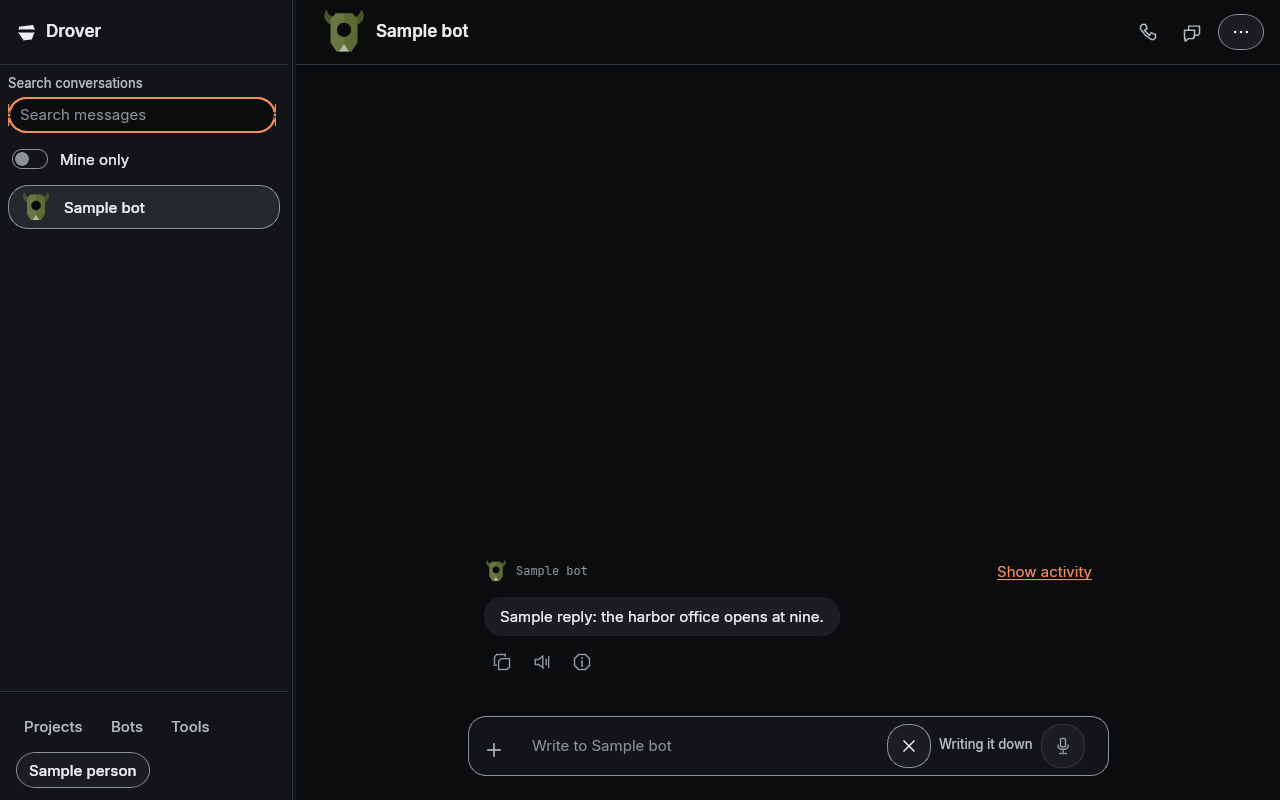 Drover
Sample bot
Search conversations
Search messages
Mine only
Sample bot
Sample bot
Show activity
Sample reply: the harbor office opens at nine.
Write to Sample bot
Writing it down
Projects
Bots
Tools
Sample person